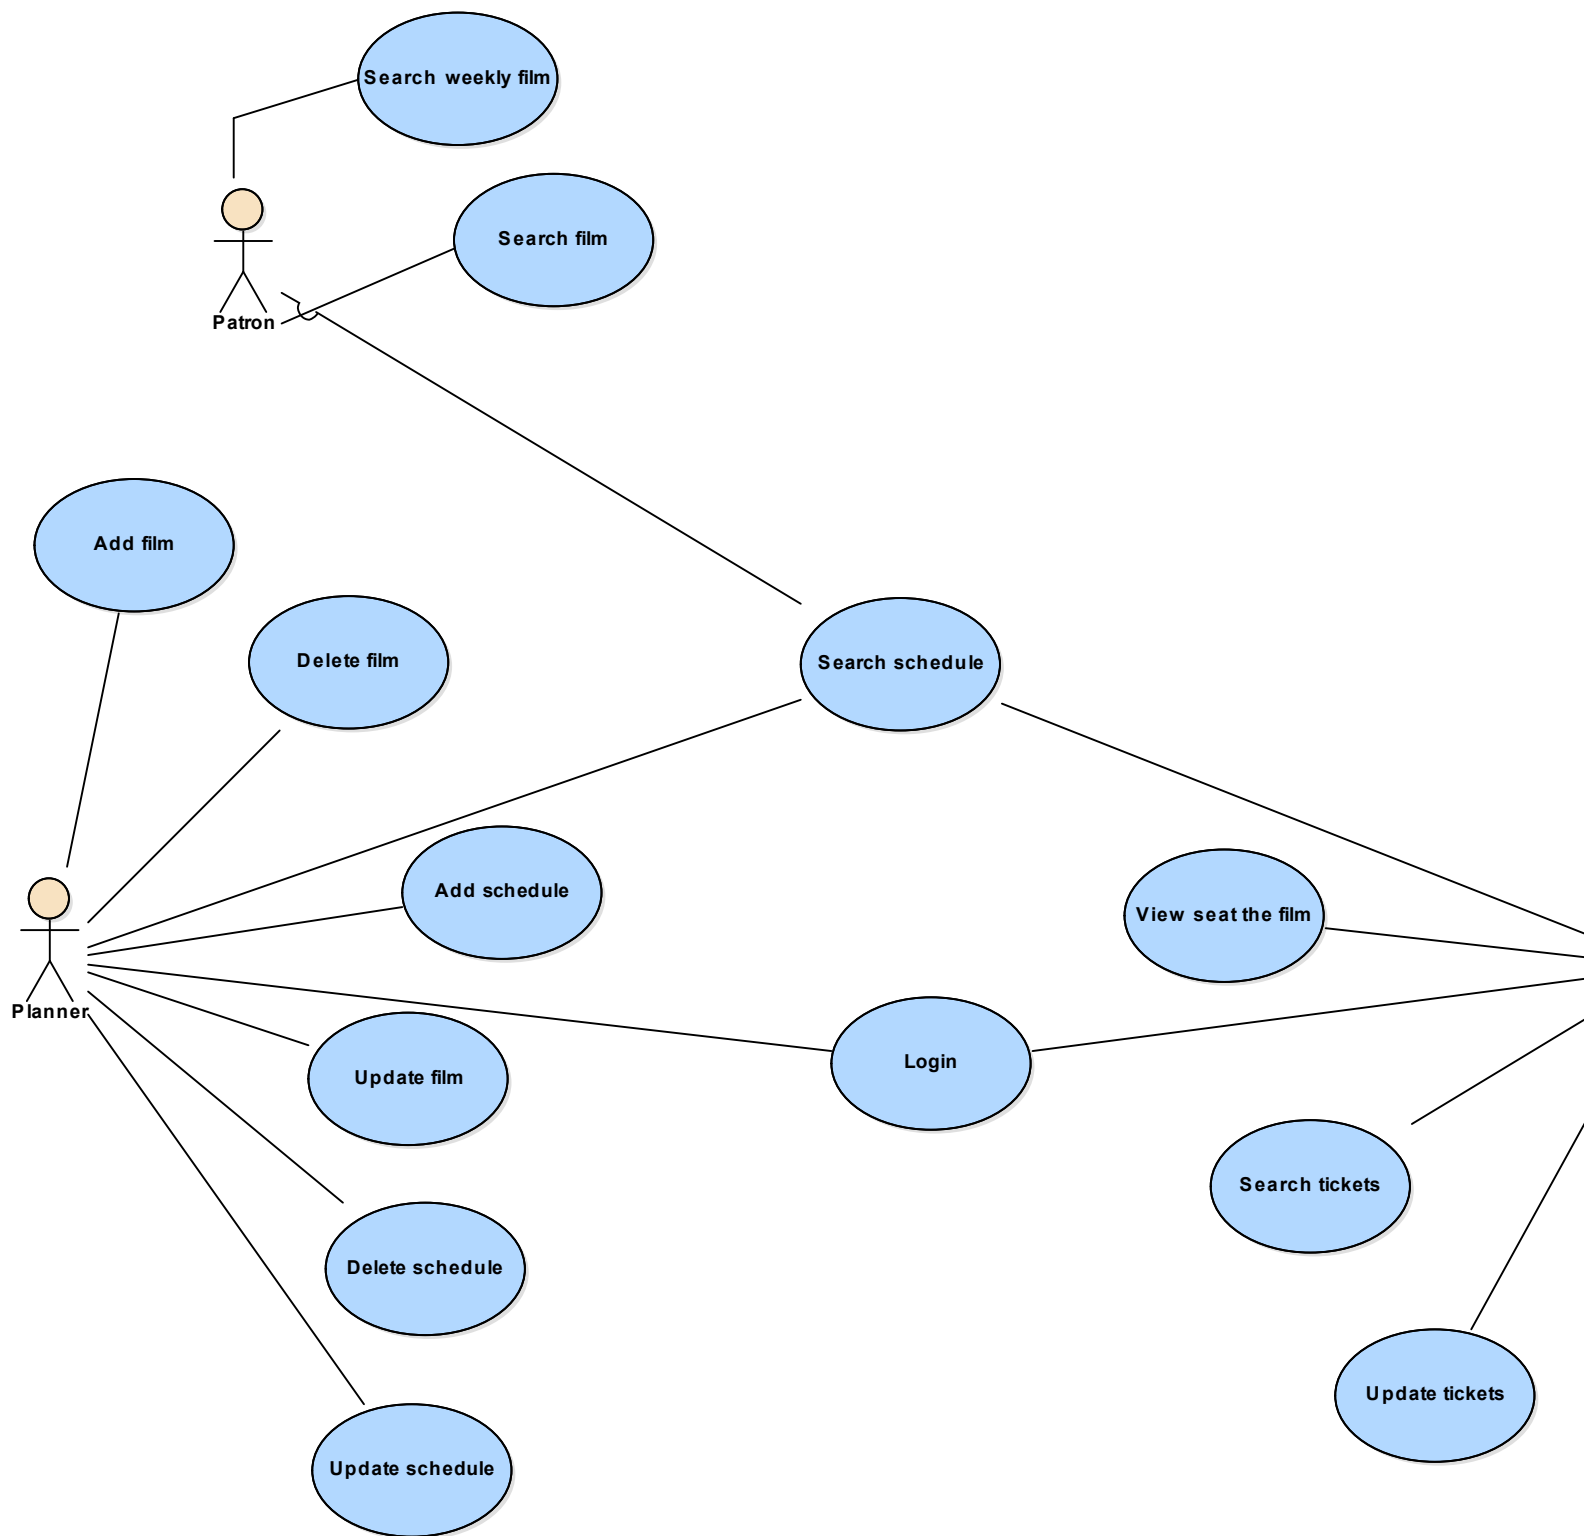 Search weekly film
Search film
Patron
Add film
Delete film
Search schedule
Add schedule
View seat the film
Planner
Login
Update film
Search tickets
Delete schedule
Update tickets
Update schedule